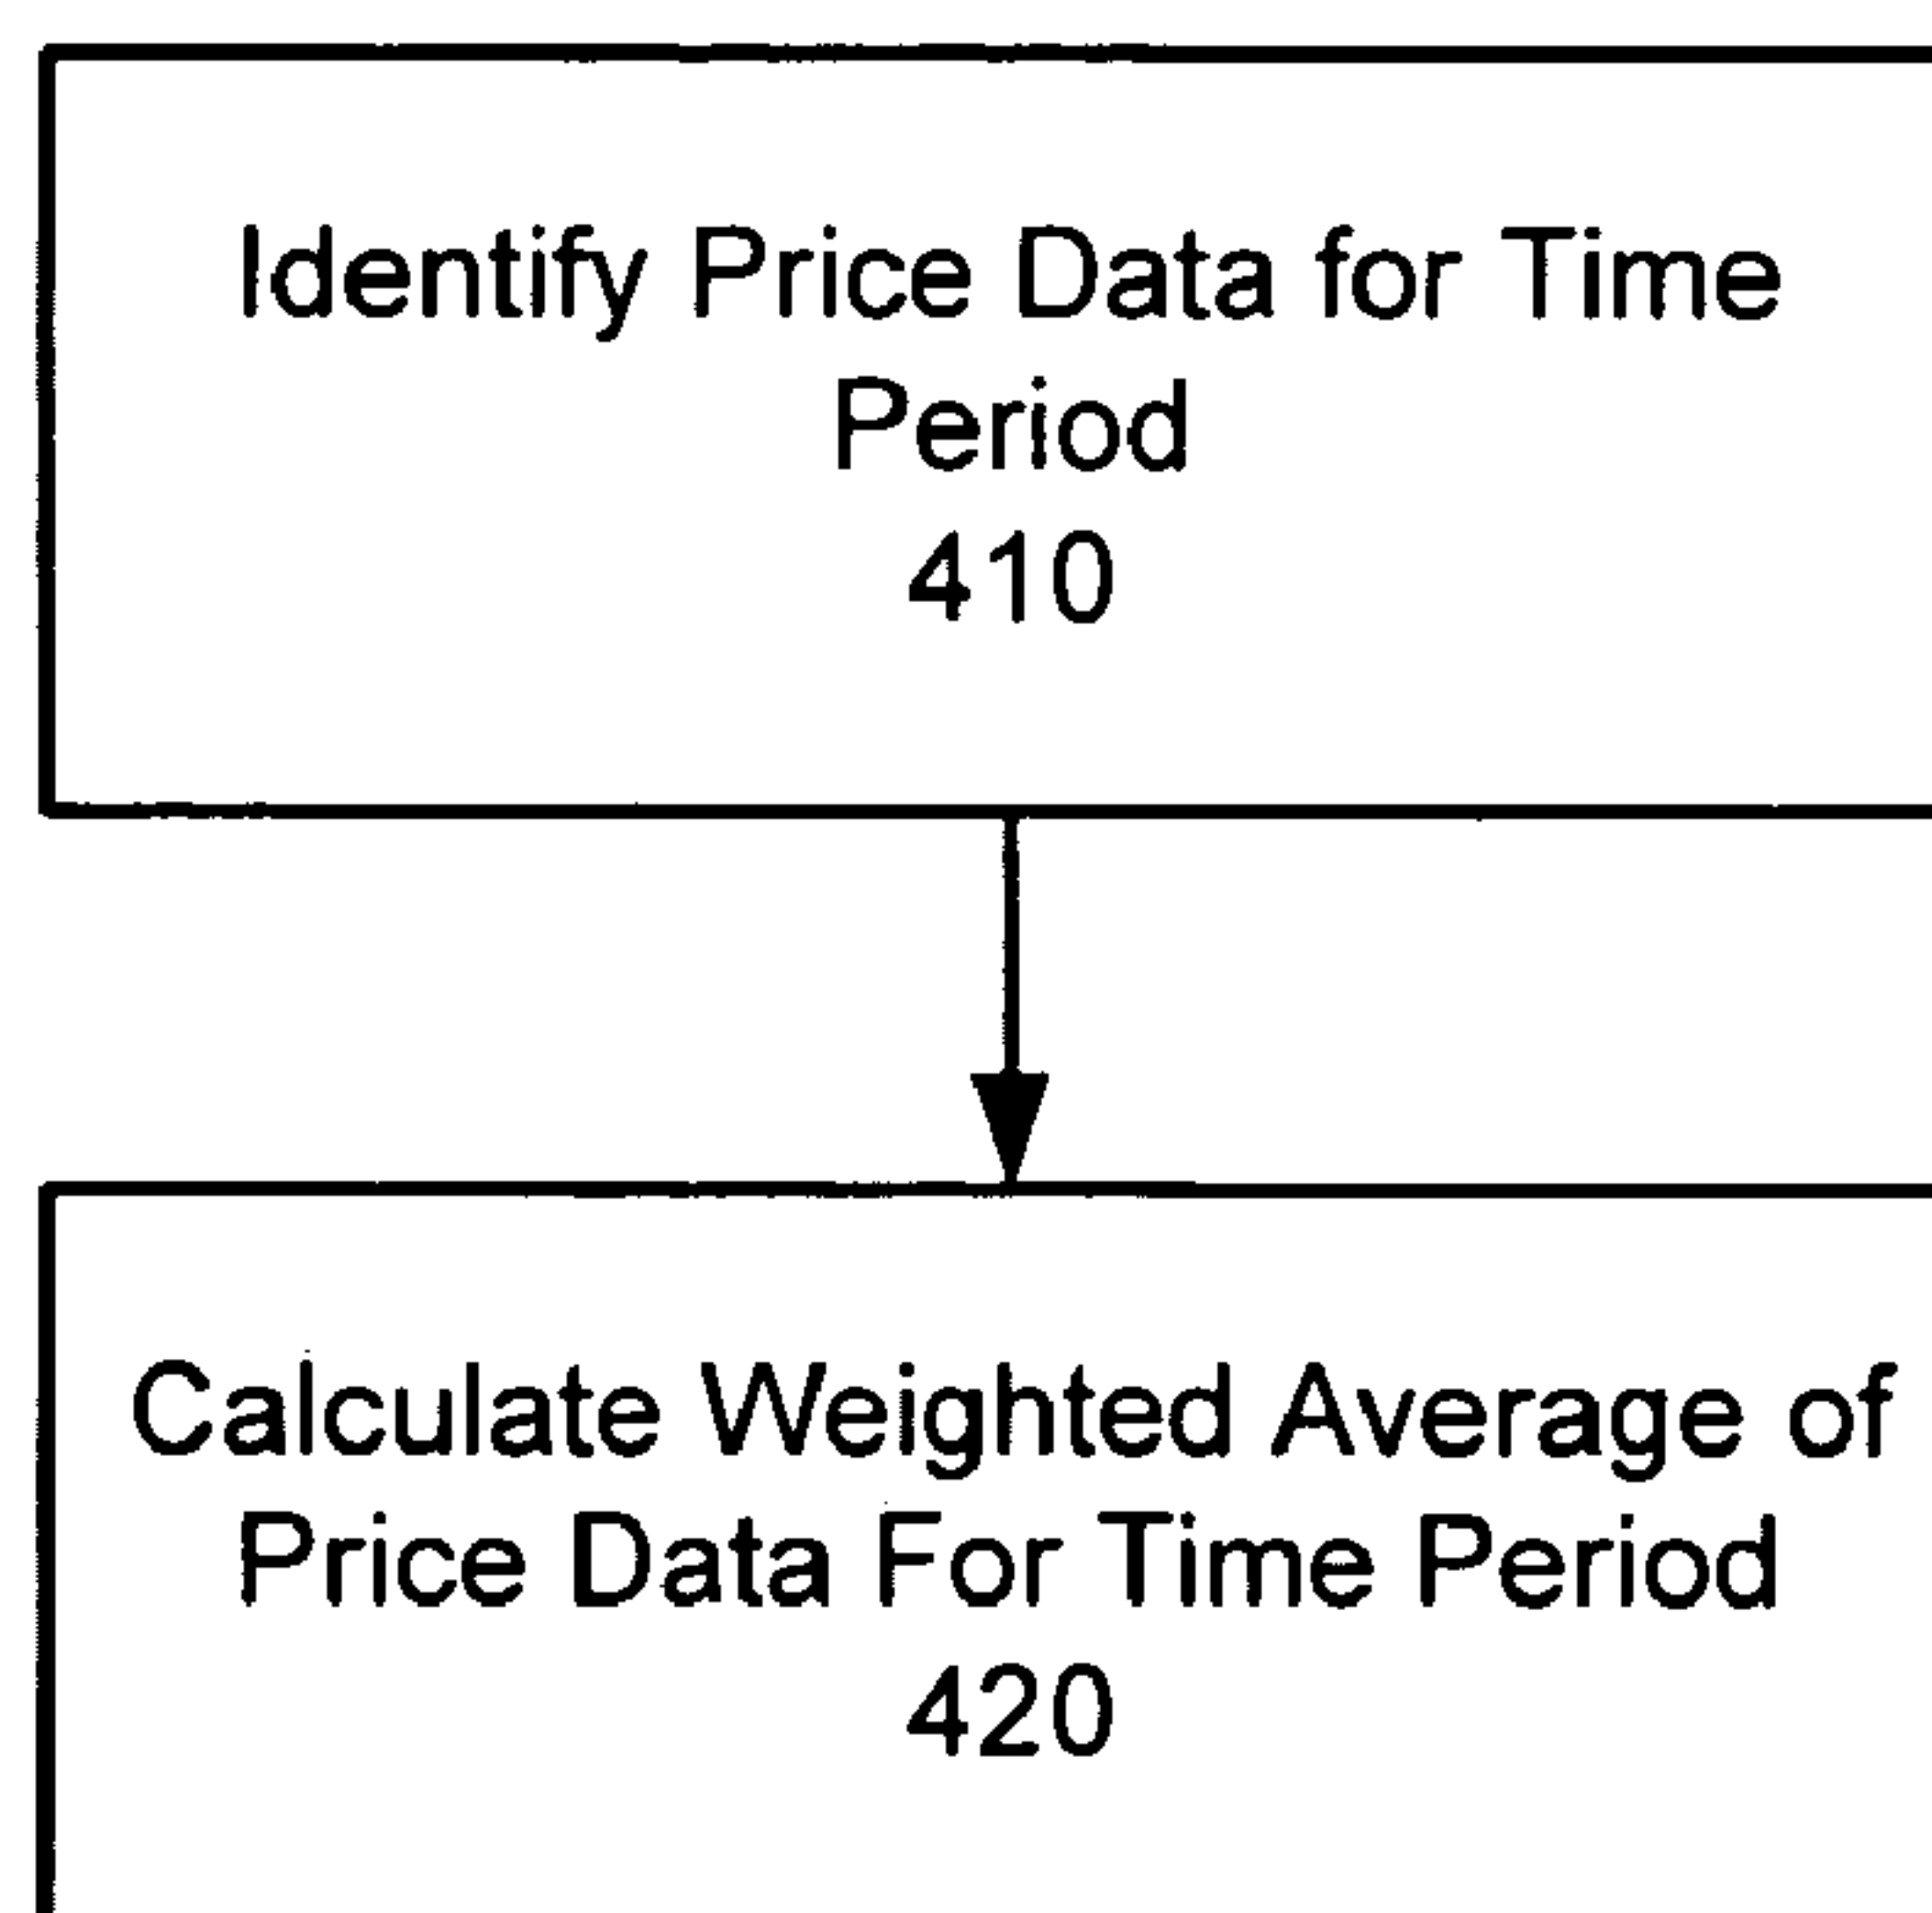 Identify Price Data for Time
Period
410
Calculate Weighted Average of
Price Data For Time Period
420